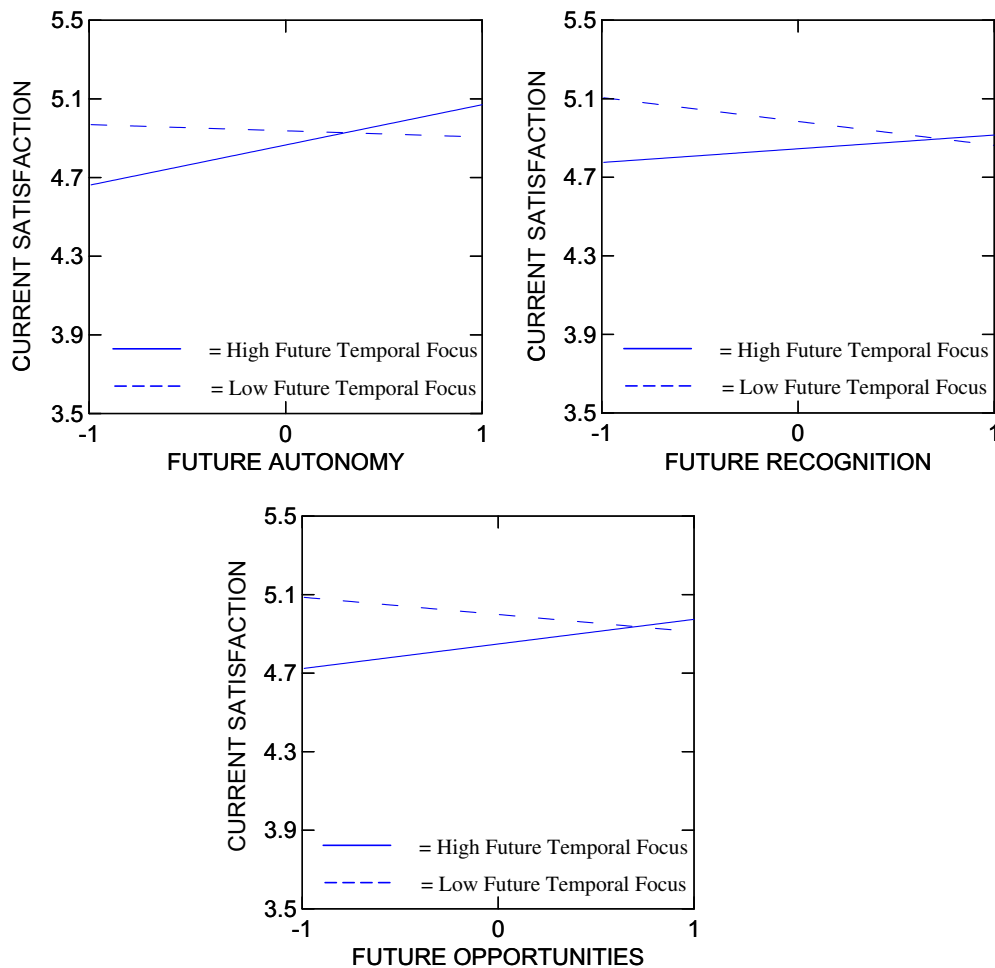 CURRENT SATISFACTION
5.5
5.1
4.7
4.3
3.9
3.5
= High Future Temporal Focus
= Low Future Temporal Focus
-1 0 1
FUTURE AUTONOMY
CURRENT SATISFACTION
5.5
5.1
4.7
4.3
3.9
3.5
= High Future Temporal Focus
= Low Future Temporal Focus
-1 0 1
FUTURE RECOGNITION
CURRENT SATISFACTION
5.5
5.1
4.7
4.3
3.9
3.5
= High Future Temporal Focus
= Low Future Temporal Focus
-1 0 1
FUTURE OPPORTUNITIES